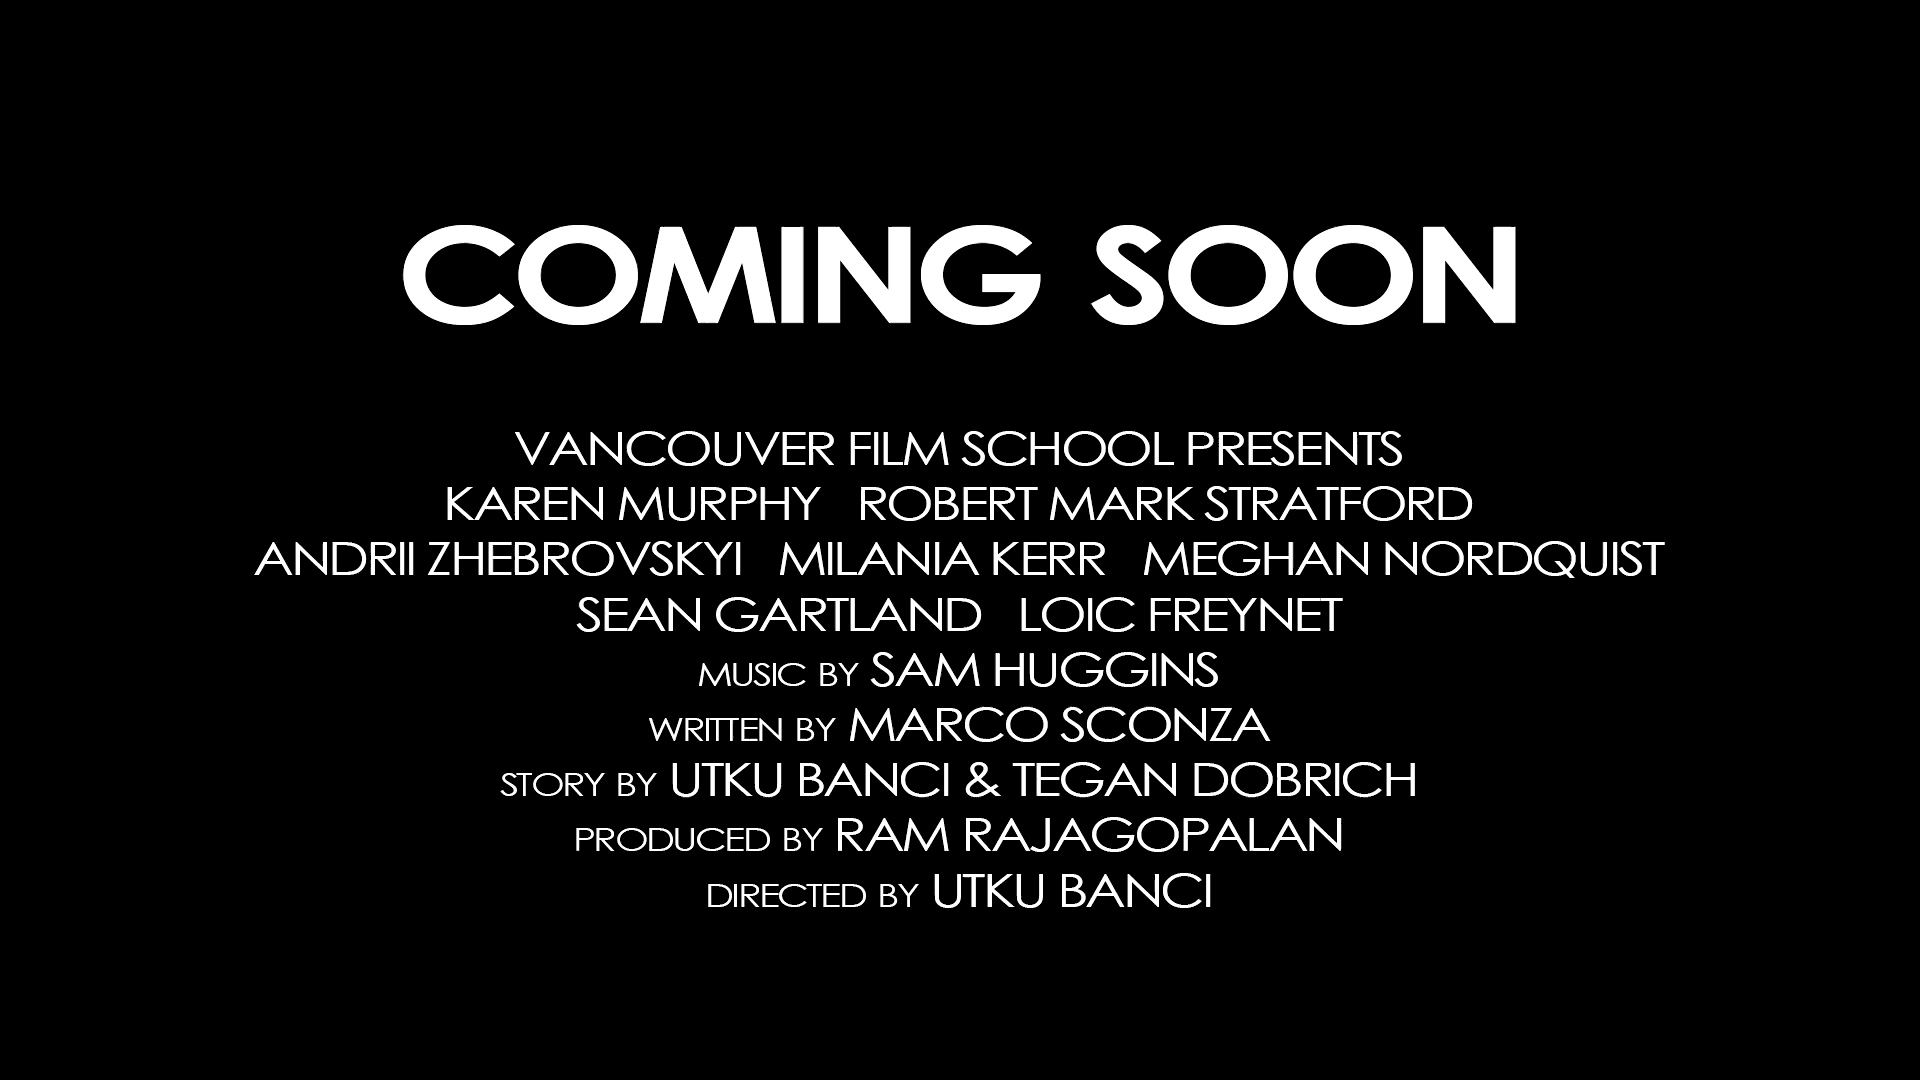 COMING SOON
VANCOUVER FILM SCHOOL PRESENTS
KAREN MURPHY ROBERT MARK STRATFORD
ANDRII ZHEBROVSKYI MILANIA KERR MEGHAN NORDQUIST
SEAN GARTLAND LOIC FREYNET
MUSIC BY SAM HUGGINS
WRITTEN BY MARCO SCONZA
STORY BY UTKU BANCI & TEGAN DOBRICH
PRODUCED BY RAM RAJAGOPALAN
DIRECTED BY UTKU BANCI